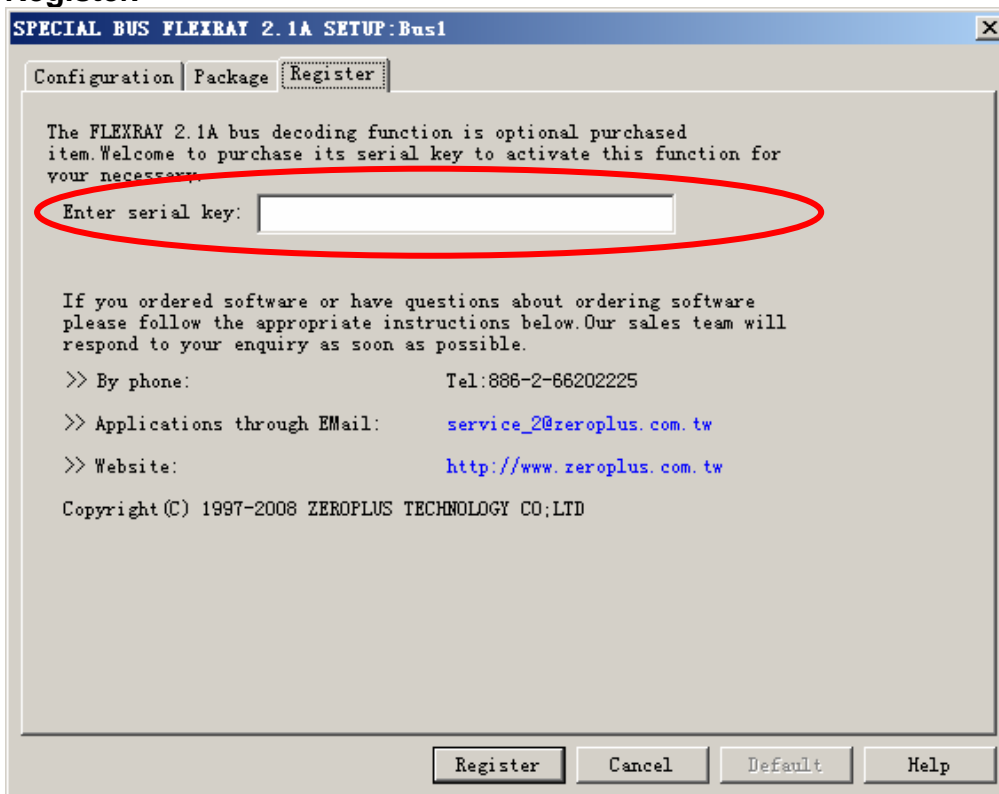 SPECIAL BUS FLEXRAY 2.1A SETUP:Bus1
Configuration Package Register
The FLEXRAY 2.1A bus decoding function is optional purchased
item.Welcome to purchase its serial key to activate this function for
your necessary.
Enter serial key:
If you ordered software or have questions about ordering software
please follow the appropriate instructions below.Our sales team will
respond to your enquiry as soon as possible.
>> By phone: Tel:886-2-66202225
>> Applications through EMail: service_2@zeroplus.com.tw
>> Website: http://www.zeroplus.com.tw
Copyright(C) 1997-2008 ZEROPLUS TECHNOLOGY CO;LTD
Register Cancel Default Help